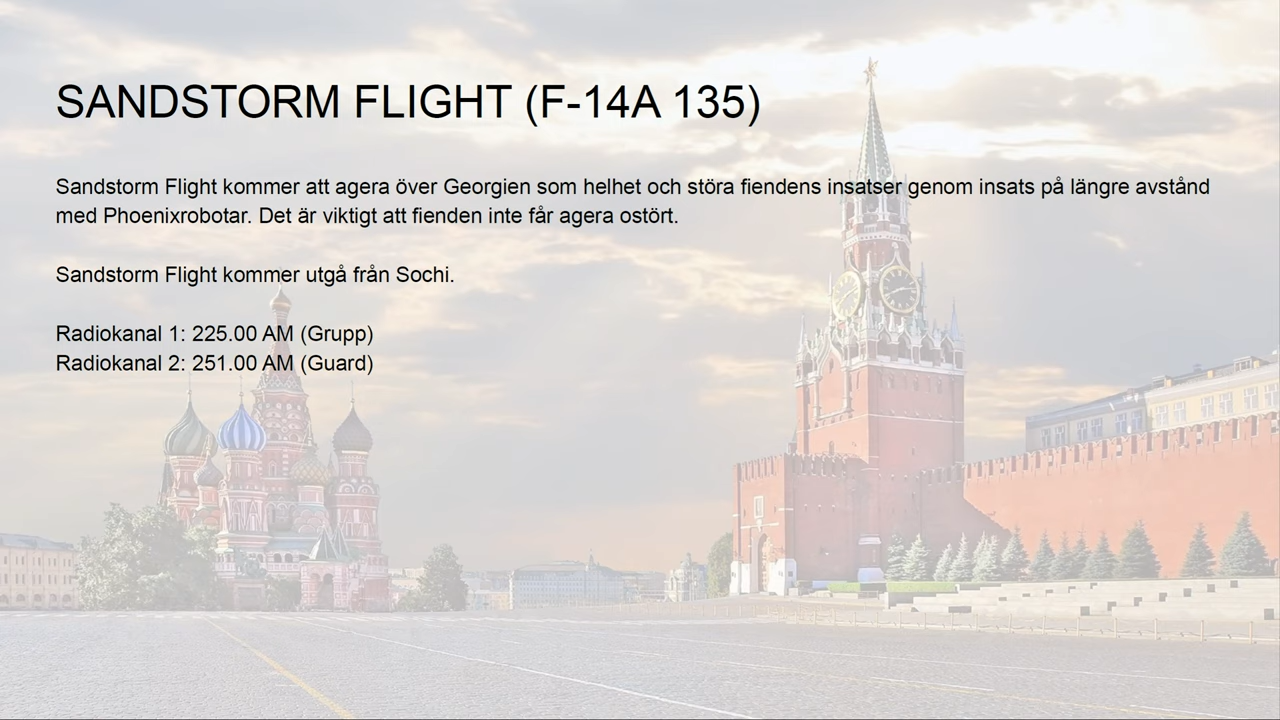 SANDSTORM FLIGHT (F-14A 135)
Sandstorm Flight kommer att agera över Georgien som helhet och störa fiendens insatser genom insats på längre avstånd
med Phoenixrobotar. Det är viktigt att fienden inte får agera ostört.
Sandstorm Flight kommer utgå från Sochi.
Radiokanal 1: 225.00 AM (Grupp)
Radiokanal 2: 251.00 AM (Guard)